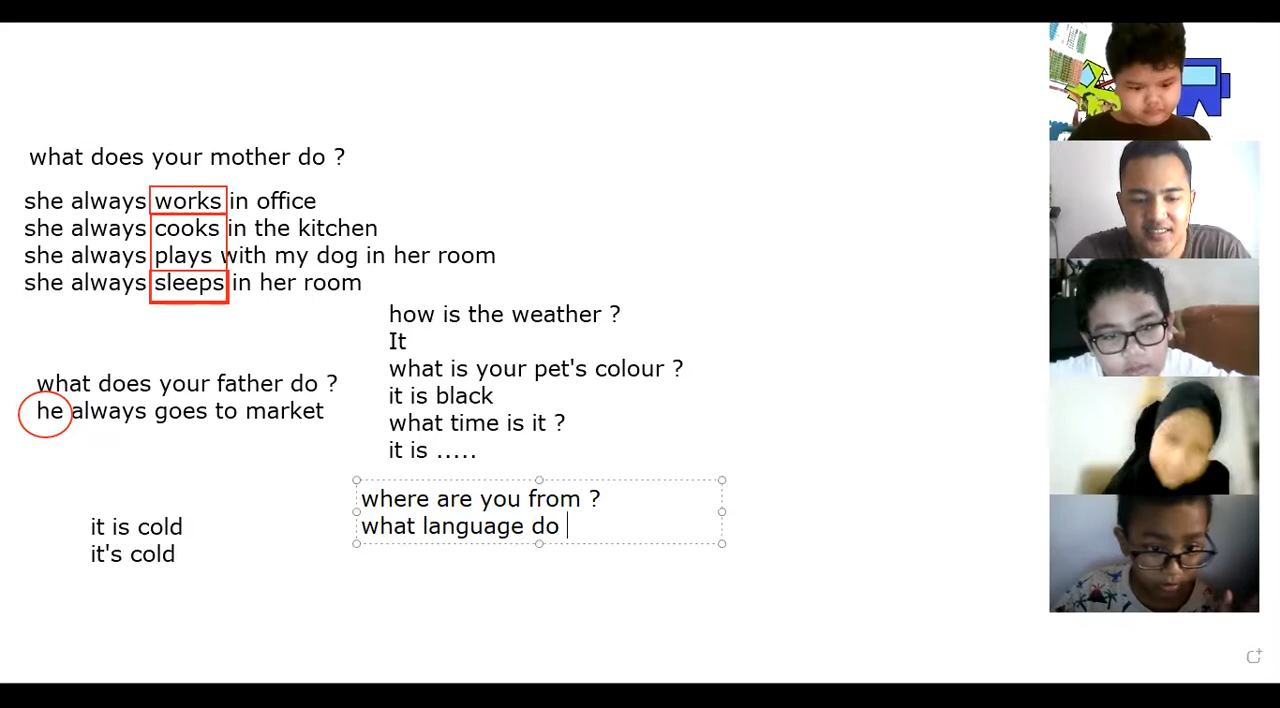 what does your mother do ?
she always works in office
she always cooks in the kitchen
she always plays with my dog in her room
she always sleeps in her room
how is the weather ?
It
what is your pet's colour ?
it is black
what time is it ?
it is .....
what does your father do ?
he always goes to market
where are you from ?
what language do
it is cold
it's cold